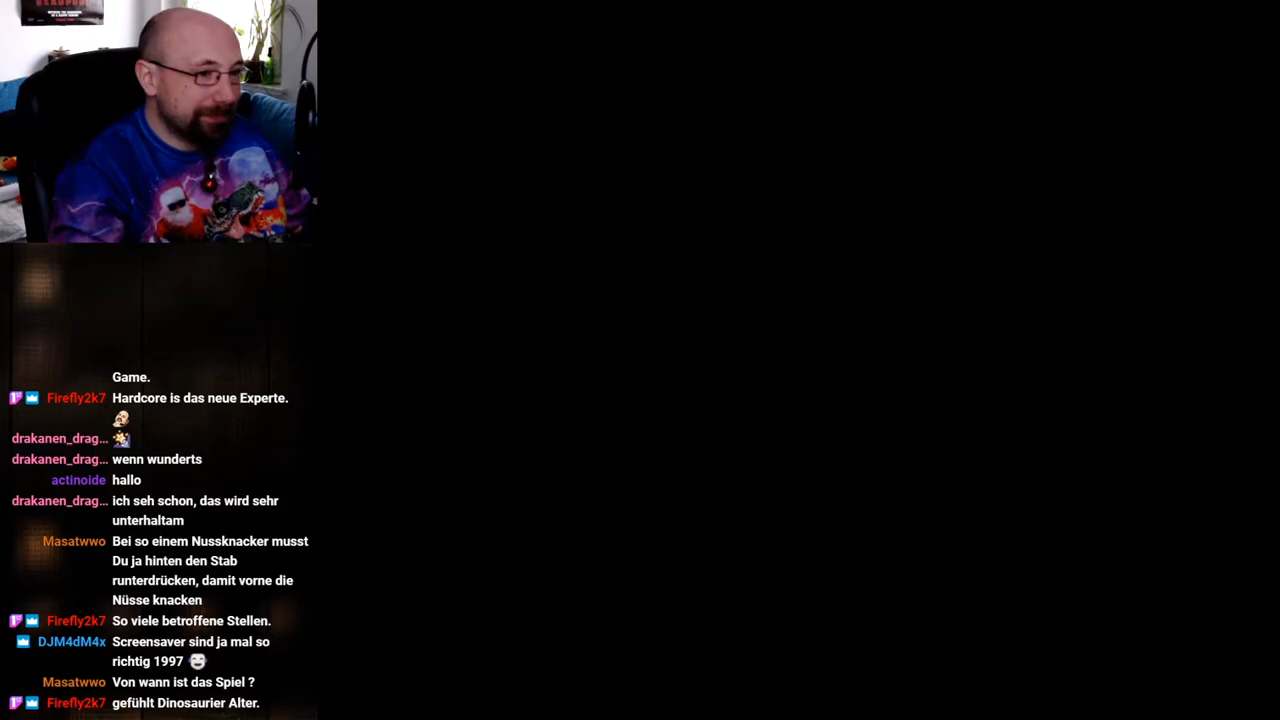 Game.
Firefly2k7 Hardcore is das neue Experte.
drakanen_drag...
drakanen_drag... wenn wunderts
actinoide hallo
drakanen_drag... ich seh schon, das wird sehr
unterhaltam
Masatwwo Bei so einem Nussknacker musst
Du ja hinten den Stab
runterdrücken, damit vorne die
Nüsse knacken
Firefly2k7 So viele betroffene Stellen.
DJM4dM4x Screensaver sind ja mal so
richtig 1997
Masatwwo Von wann ist das Spiel ?
Firefly2k7 gefühlt Dinosaurier Alter.